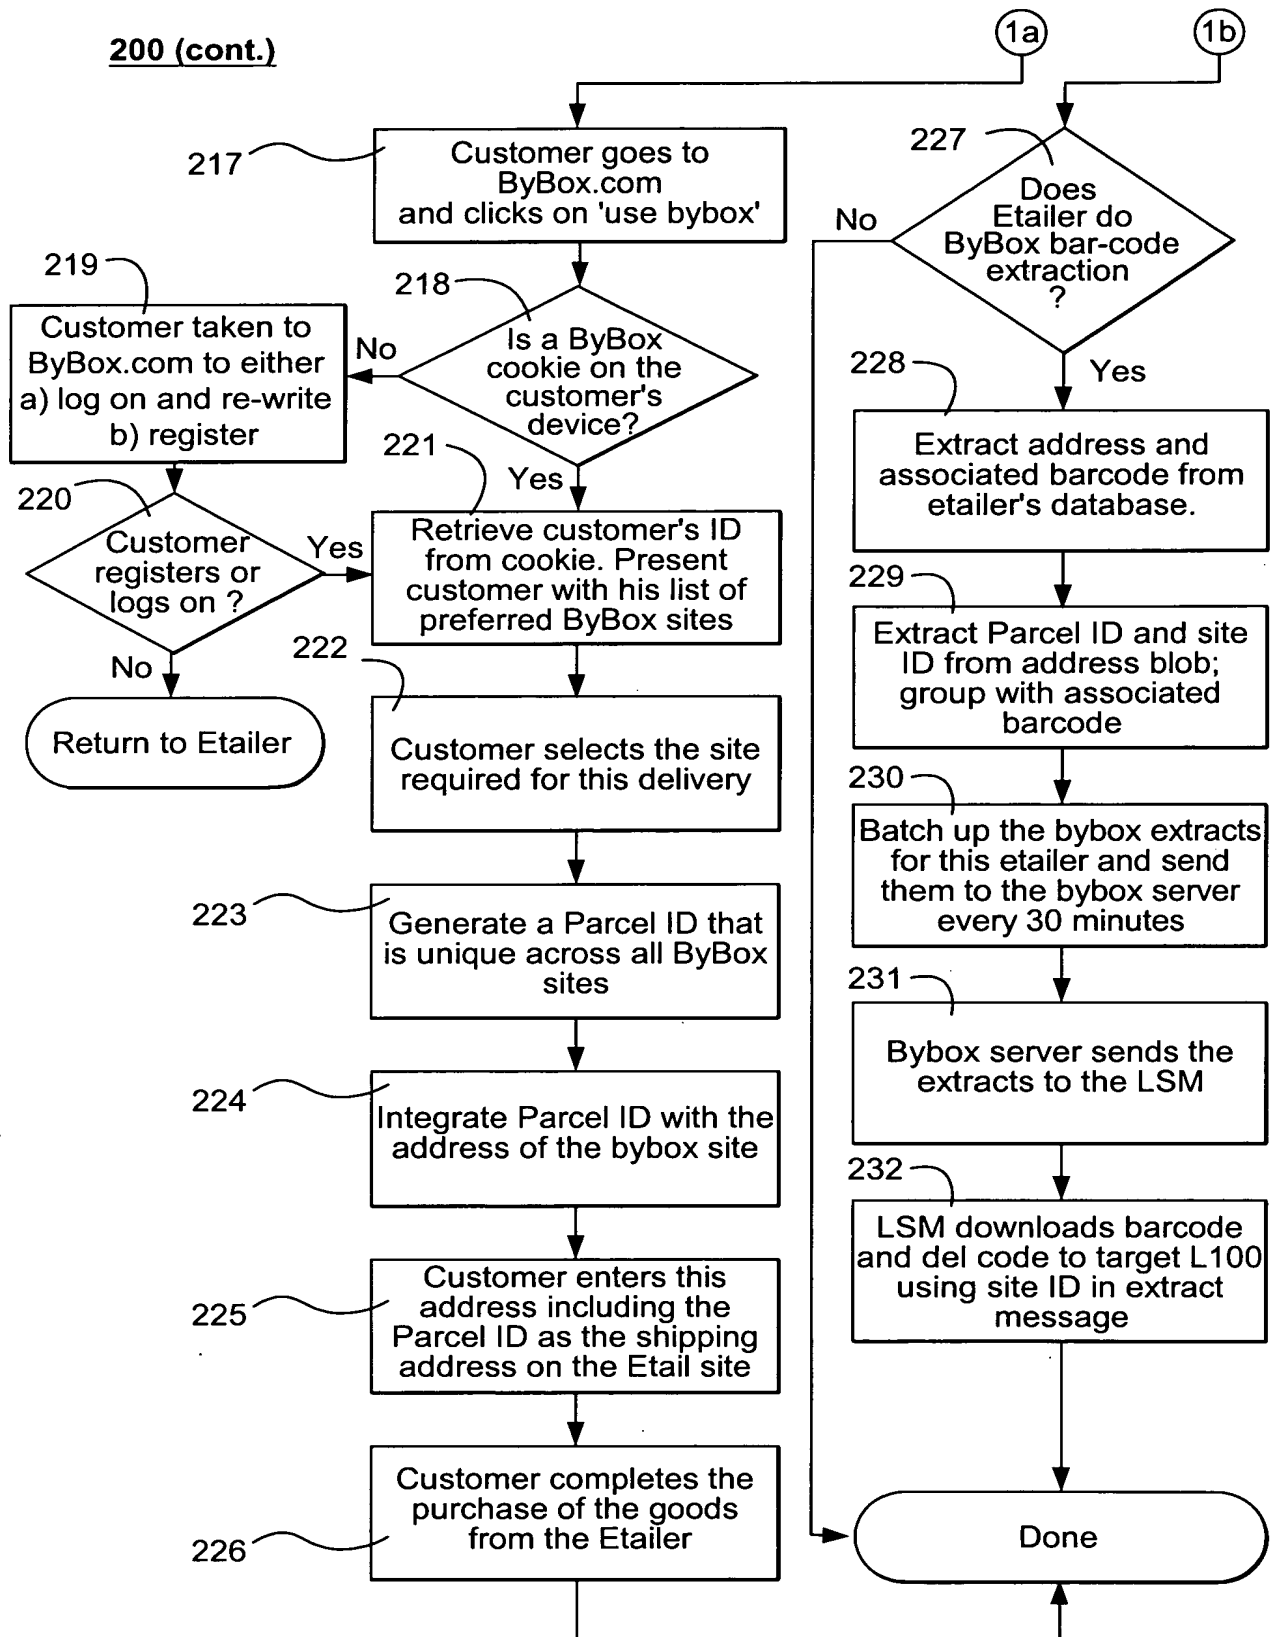 200 (cont.)
1a
1b
217
Customer goes to
ByBox.com
and clicks on 'use bybox'
218
Is a ByBox
cookie on the
customer's
device?
No
Yes
219
Customer taken to
ByBox.com to either
a) log on and re-write
b) register
220
Customer
registers or
logs on ?
Yes
No
Return to Etailer
221
Retrieve customer's ID
from cookie. Present
customer with his list of
preferred ByBox sites
222
Customer selects the site
required for this delivery
223
Generate a Parcel ID that
is unique across all ByBox
sites
224
Integrate Parcel ID with the
address of the bybox site
225
Customer enters this
address including the
Parcel ID as the shipping
address on the Etail site
226
Customer completes the
purchase of the goods
from the Etailer
227
Does
Etailer do
ByBox bar-code
extraction
?
No
Yes
228
Extract address and
associated barcode from
etailer's database.
229
Extract Parcel ID and site
ID from address blob;
group with associated
barcode
230
Batch up the bybox extracts
for this etailer and send
them to the bybox server
every 30 minutes
231
Bybox server sends the
extracts to the LSM
232
LSM downloads barcode
and del code to target L100
using site ID in extract
message
Done